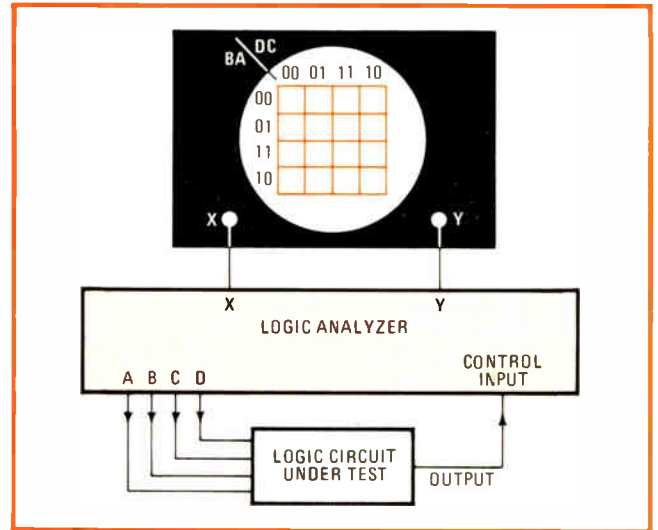 DC
BA
00 01 11 10
00
01
11
10
X Y
X Y
LOGIC ANALYZER
CONTROL
INPUT
A B C D
LOGIC CIRCUIT
UNDER TEST
OUTPUT